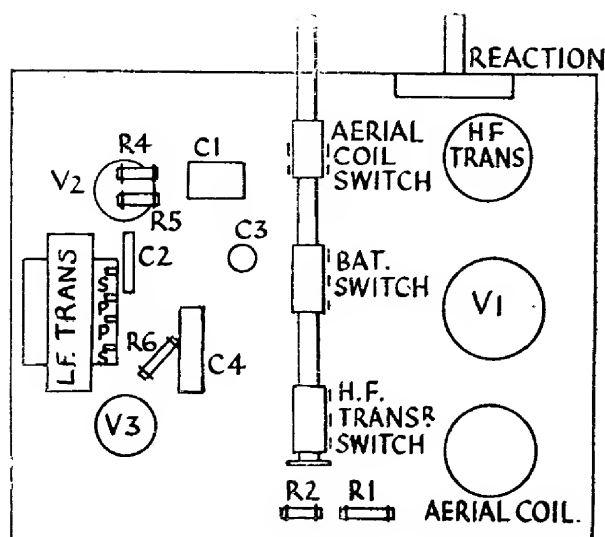 REACTION
AERIAL
COIL
SWITCH
HF
TRANS
R4
C1
V2
R5
C3
C2
BAT.
SWITCH
V1
L.F. TRANS
S
P
P
S
R6
C4
H.F.
TRANSR
SWITCH
V3
R2
R1
AERIAL COIL.